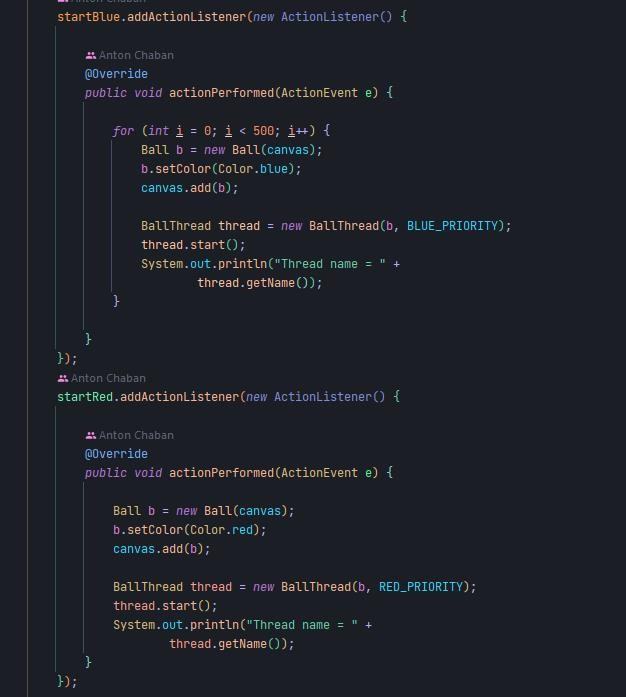 Anton Chaban
startBlue.addActionListener(new ActionListener() {
Anton Chaban
@Override
public void actionPerformed(ActionEvent e) {
for (int i = 0; i < 500; i++) {
Ball b = new Ball(canvas);
b.setColor(Color.blue);
canvas.add(b);
BallThread thread = new BallThread(b, BLUE_PRIORITY);
thread.start();
System.out.println("Thread name = " +
thread.getName());
}
}
});
Anton Chaban
startRed.addActionListener(new ActionListener() {
Anton Chaban
@Override
public void actionPerformed(ActionEvent e) {
Ball b = new Ball(canvas);
b.setColor(Color.red);
canvas.add(b);
BallThread thread = new BallThread(b, RED_PRIORITY);
thread.start();
System.out.println("Thread name = " +
thread.getName());
}
});